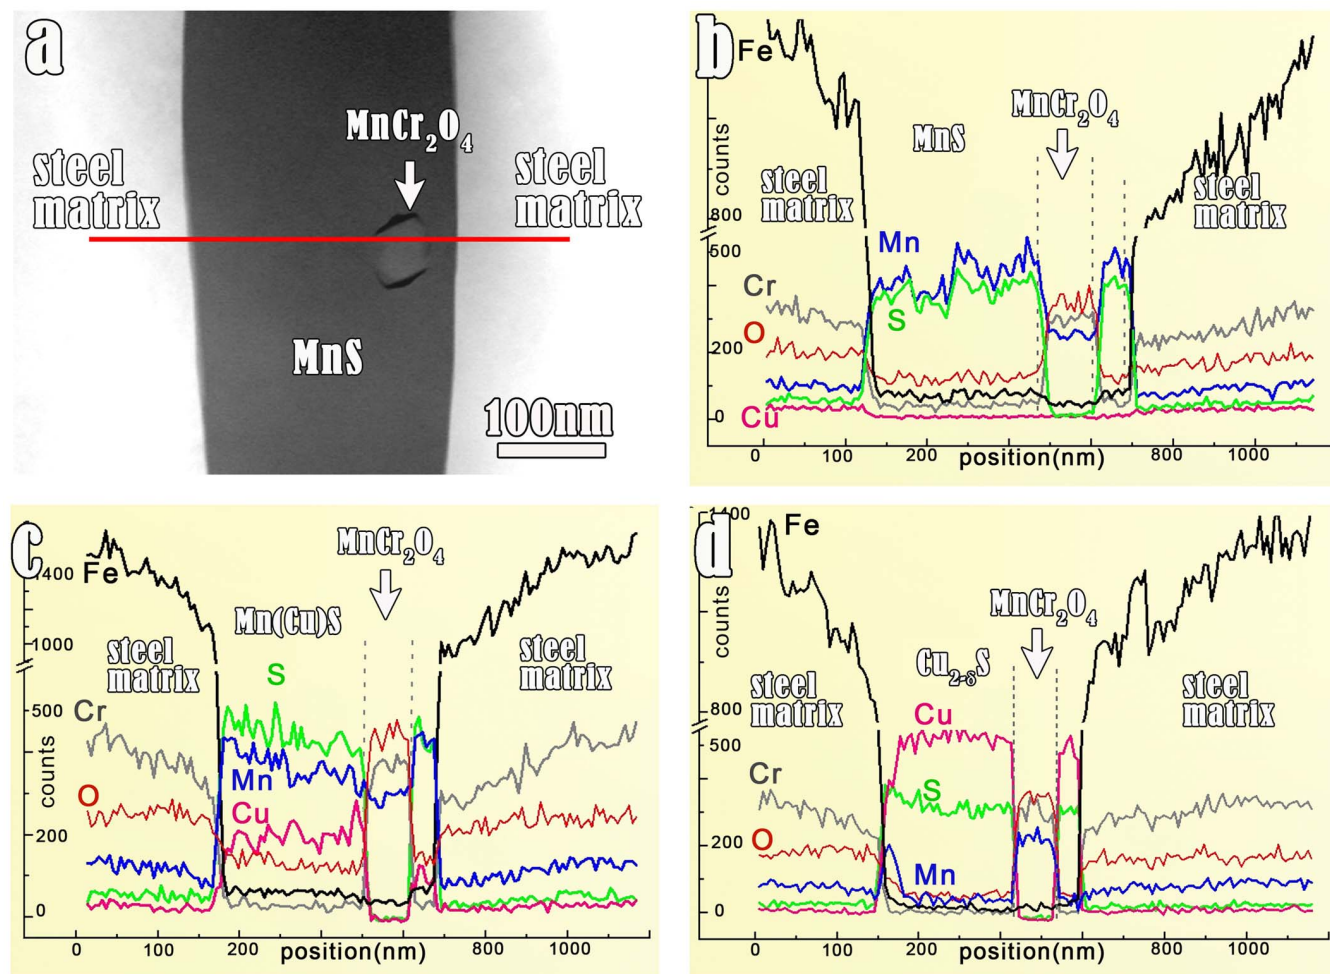 a
MnCr2O4
steel
matrix
steel
matrix
MnS
100nm
b
Fe
MnCr2O4
MnS
counts
steel
matrix
steel
matrix
800
600
Mn
Cr
S
O
200
0
Cu
0 100 200 position(nm) 800 1000
c
MnCr2O4
1400
Fe
Mn(Cu)S
1000
steel
matrix
steel
matrix
S
Cr
500
counts
Mn
O
Cu
200
0
0 200 position(nm) 800 1000
d
1400
Fe
counts
MnCr2O4
Cu2-δS
steel
matrix
steel
matrix
800
Cu
500
Cr
S
O
200
Mn
0
0 100 200 position(nm) 800 1000